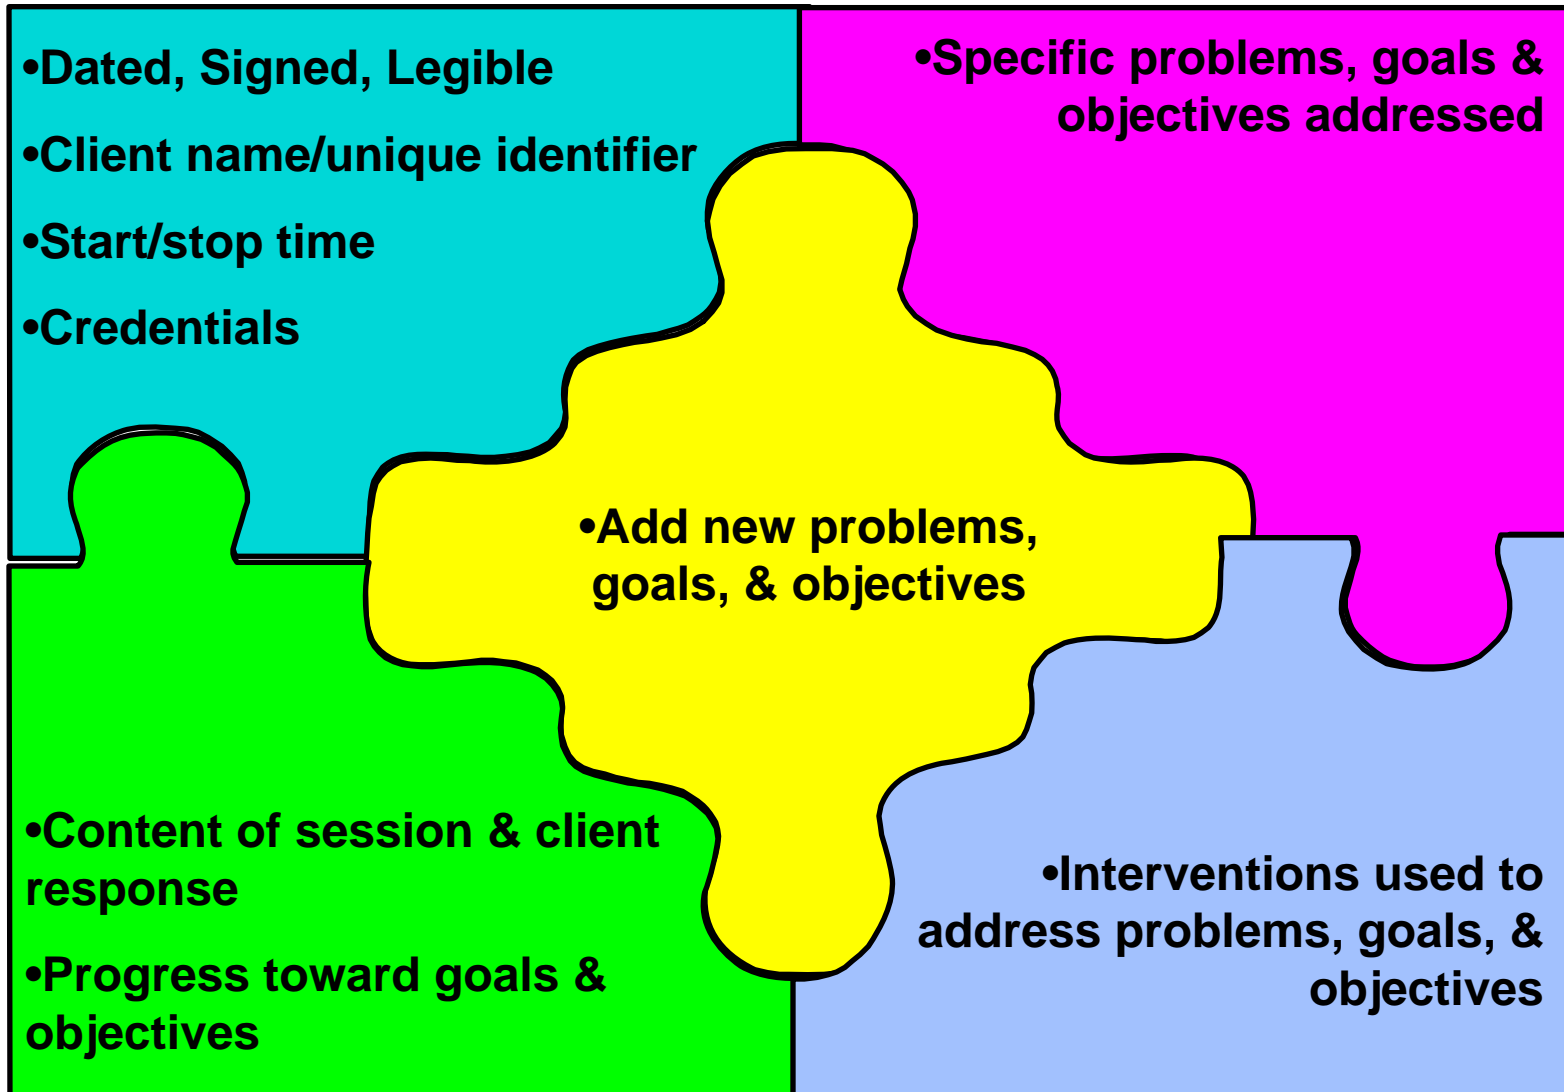 •Dated, Signed, Legible
•Client name/unique identifier
•Start/stop time
•Credentials
•Specific problems, goals &
objectives addressed
•Add new problems,
goals, & objectives
•Content of session & client
response
•Progress toward goals &
objectives
•Interventions used to
address problems, goals, &
objectives